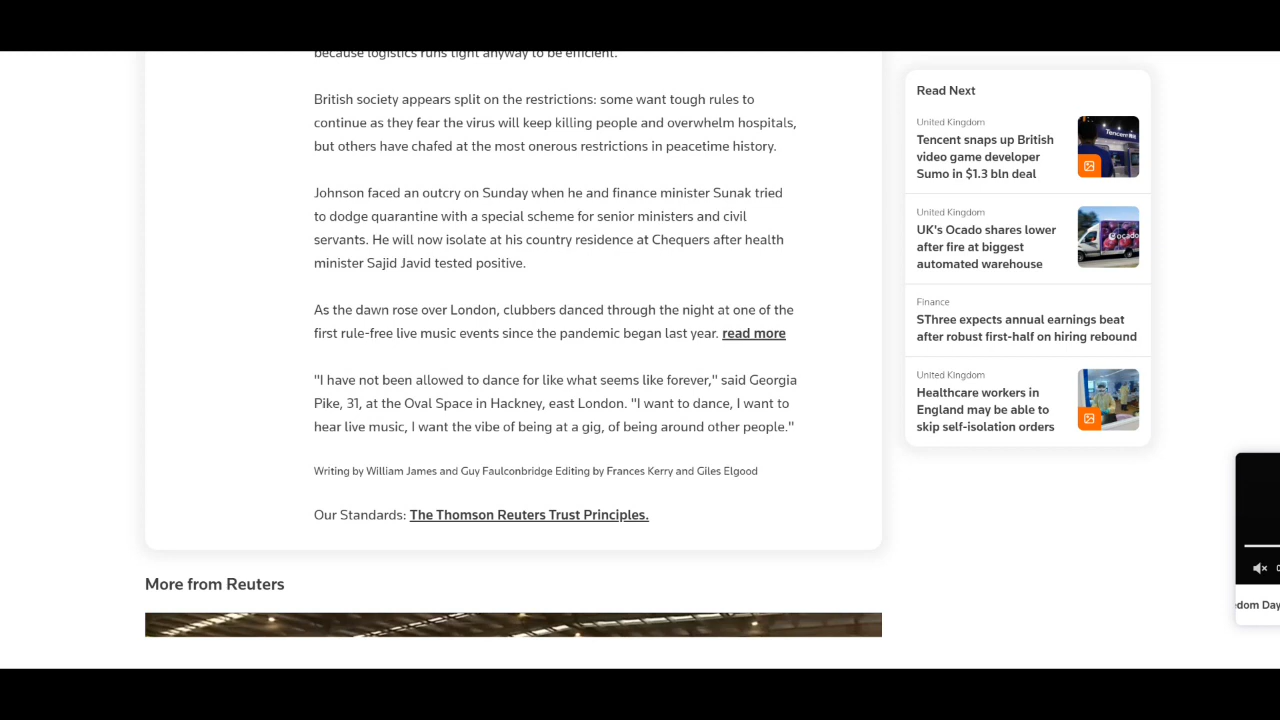 because logistics runs tight anyway to be efficient.
British society appears split on the restrictions: some want tough rules to
continue as they fear the virus will keep killing people and overwhelm hospitals,
but others have chafed at the most onerous restrictions in peacetime history.
Johnson faced an outcry on Sunday when he and finance minister Sunak tried
to dodge quarantine with a special scheme for senior ministers and civil
servants. He will now isolate at his country residence at Chequers after health
minister Sajid Javid tested positive.
As the dawn rose over London, clubbers danced through the night at one of the
first rule-free live music events since the pandemic began last year. read more
"I have not been allowed to dance for like what seems like forever," said Georgia
Pike, 31, at the Oval Space in Hackney, east London. "I want to dance, I want to
hear live music, I want the vibe of being at a gig, of being around other people."
Writing by William James and Guy Faulconbridge Editing by Frances Kerry and Giles Elgood
Our Standards: The Thomson Reuters Trust Principles.
More from Reuters
Read Next
United Kingdom
Tencent snaps up British
video game developer
Sumo in $1.3 bln deal
Tencent
United Kingdom
UK's Ocado shares lower
after fire at biggest
automated warehouse
ocado
Finance
SThree expects annual earnings beat
after robust first-half on hiring rebound
United Kingdom
Healthcare workers in
England may be able to
skip self-isolation orders
edom Day